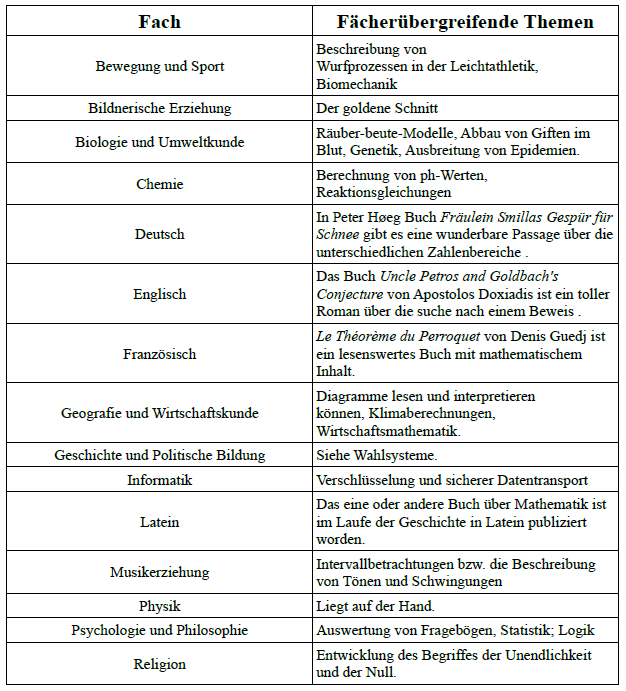 Fach
Fächerübergreifende Themen
Bewegung und Sport
Beschreibung von
Wurfprozessen in der Leichtathletik,
Biomechanik
Bildnerische Erziehung
Der goldene Schnitt
Biologie und Umweltkunde
Räuber-beute-Modelle, Abbau von Giften im
Blut, Genetik, Ausbreitung von Epidemien.
Chemie
Berechnung von ph-Werten,
Reaktionsgleichungen
Deutsch
In Peter Høeg Buch Fräulein Smillas Gespür für
Schnee gibt es eine wunderbare Passage über die
unterschiedlichen Zahlenbereiche .
Englisch
Das Buch Uncle Petros and Goldbach's
Conjecture von Apostolos Doxiadis ist ein toller
Roman über die suche nach einem Beweis .
Französisch
Le Théorème du Perroquet von Denis Guedj ist
ein lesenswertes Buch mit mathematischem
Inhalt.
Geografie und Wirtschaftskunde
Diagramme lesen und interpretieren
können, Klimaberechnungen,
Wirtschaftsmathematik.
Geschichte und Politische Bildung
Siehe Wahlsysteme.
Informatik
Verschlüsselung und sicherer Datentransport
Latein
Das eine oder andere Buch über Mathematik ist
im Laufe der Geschichte in Latein publiziert
worden.
Musikerziehung
Intervallbetrachtungen bzw. die Beschreibung
von Tönen und Schwingungen
Physik
Liegt auf der Hand.
Psychologie und Philosophie
Auswertung von Fragebögen, Statistik; Logik
Religion
Entwicklung des Begriffes der Unendlichkeit
und der Null.